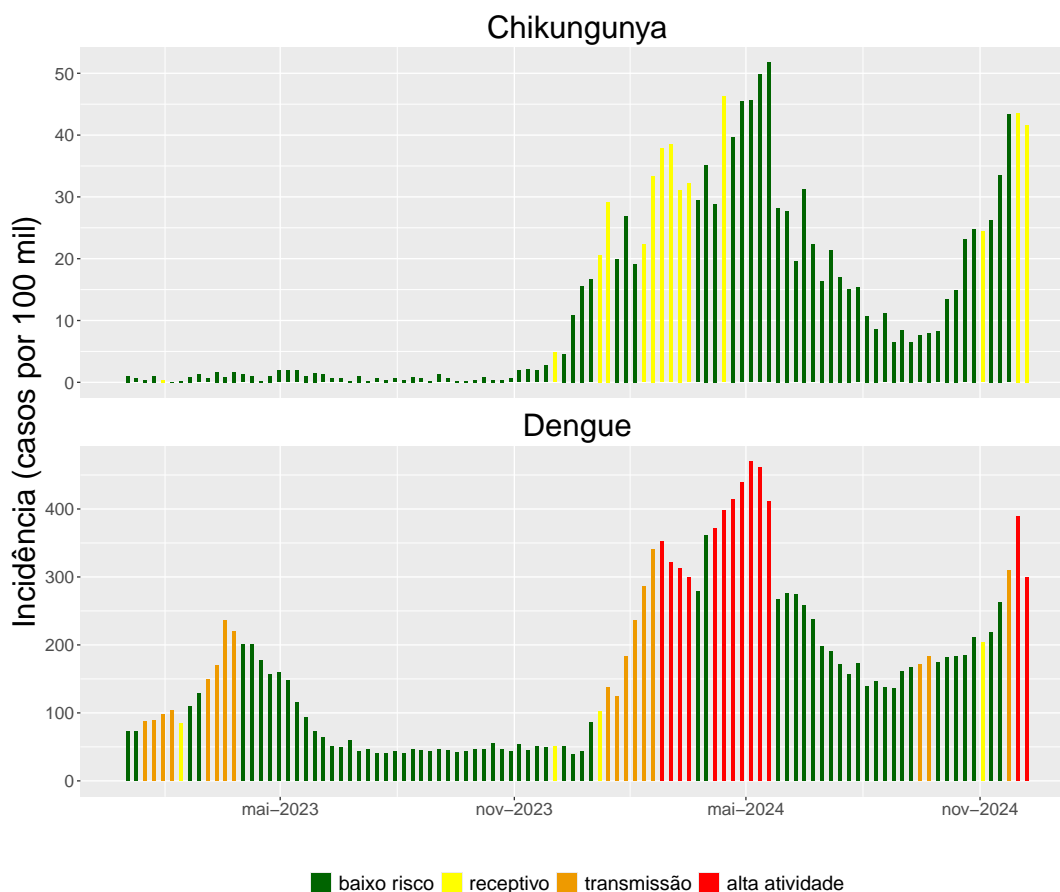 Chikungunya
50
40
30
20
10
0
Incidência (casos por 100 mil)
Dengue
400
300
200
100
0
mai–2023
nov–2023
mai–2024
nov–2024
baixo risco receptivo transmissão alta atividade